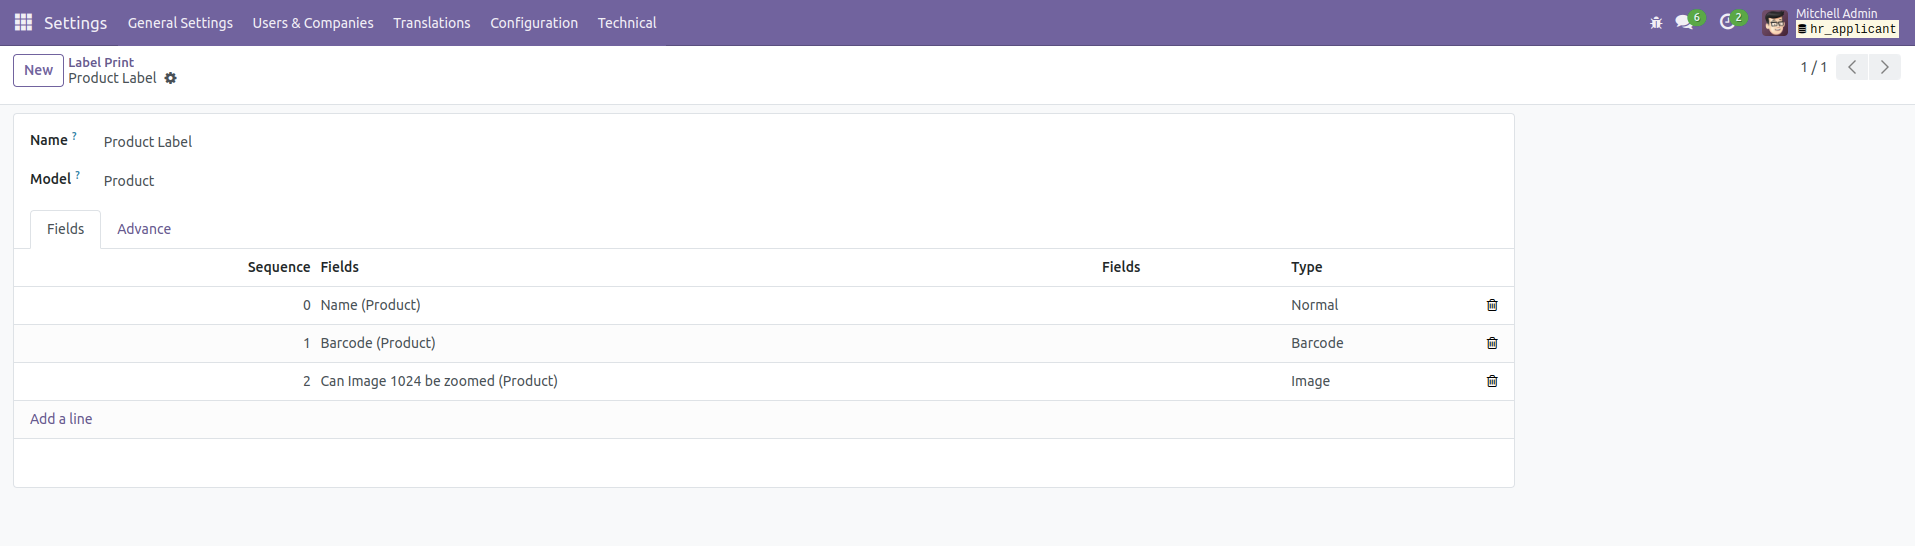 Settings General Settings Users & Companies Translations Configuration Technical 6 2 Mitchell Admin
hr_applicant
New Label Print
Product Label 1 / 1
Name ? Product Label
Model ? Product
Fields Advance
Sequence Fields Fields Type
0 Name (Product) Normal
1 Barcode (Product) Barcode
2 Can Image 1024 be zoomed (Product) Image
Add a line